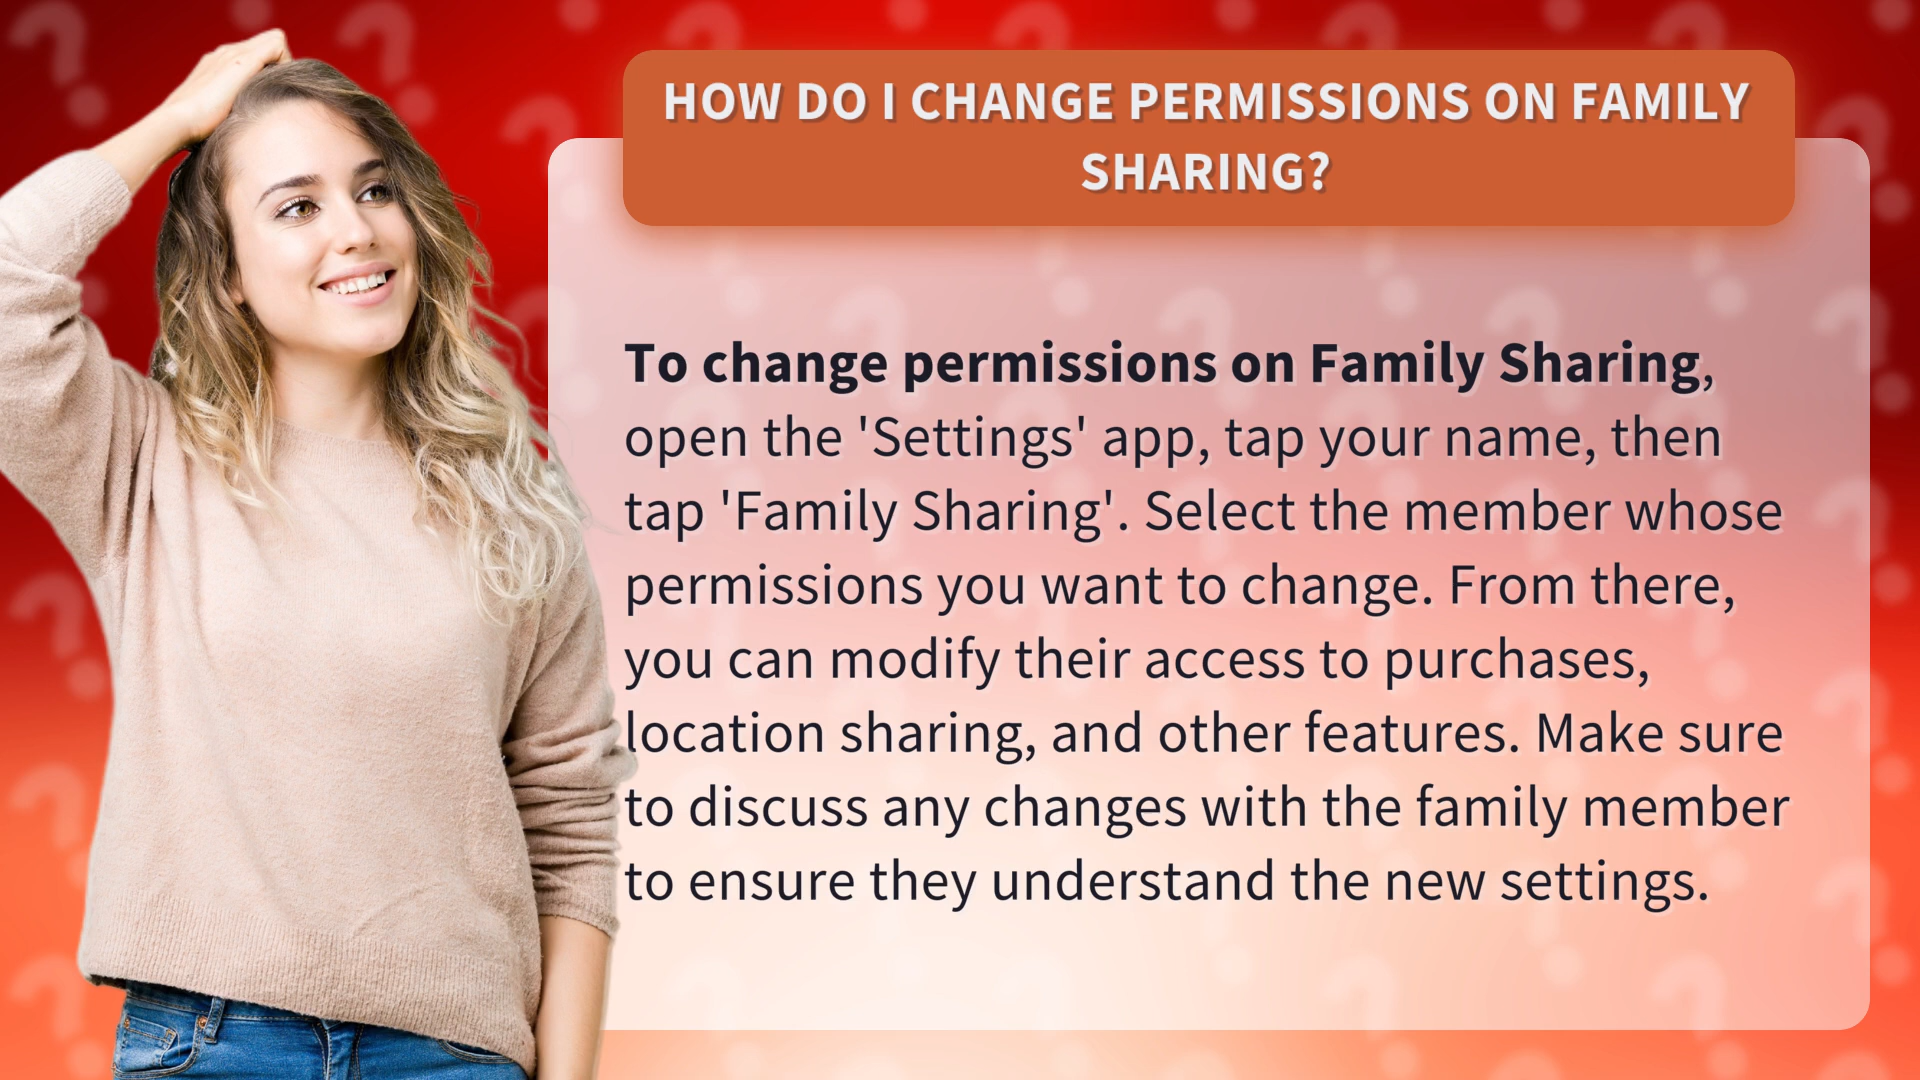 HOW DO I CHANGE PERMISSIONS ON FAMILY
SHARING?
To change permissions on Family Sharing,
open the 'Settings' app, tap your name, then
tap 'Family Sharing'. Select the member whose
permissions you want to change. From there,
you can modify their access to purchases,
location sharing, and other features. Make sure
to discuss any changes with the family member
to ensure they understand the new settings.